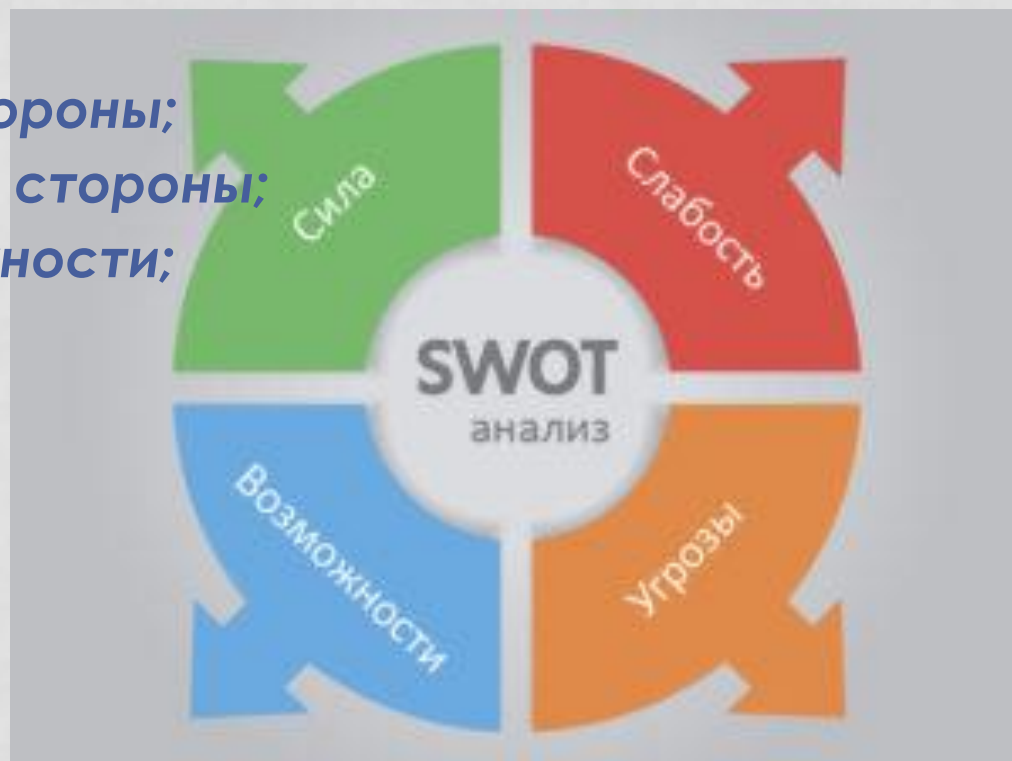 ороны;
стороны;
ности;
Сила
Слабость
SWOT
анализ
Возможности
Угрозы